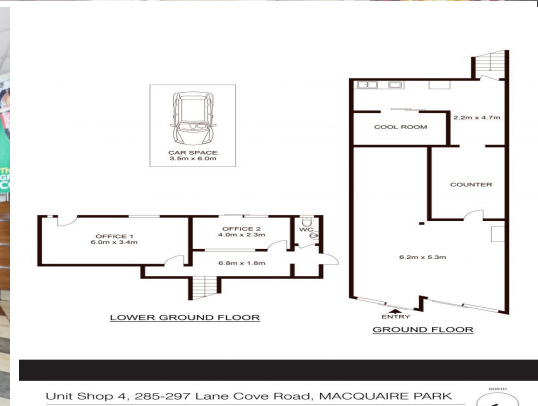 CAR SPACE
3.5m x 6.0m
OFFICE 1
6.0m x 3.4m
OFFICE 2
4.0m x 2.3m
WC
6.8m x 1.8m
LOWER GROUND FLOOR
2.2m x 4.7m
COOL ROOM
COUNTER
6.2m x 5.3m
ENTRY
GROUND FLOOR
Unit Shop 4, 285-297 Lane Cove Road, MACQUAIRE PARK
NORTH